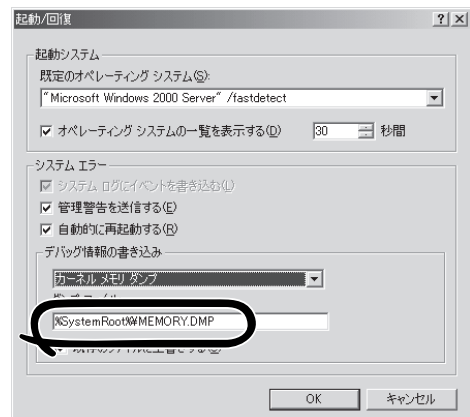 起動/回復
起動システム
既定のオペレーティング システム(S):
"Microsoft Windows 2000 Server" /fastdetect
オペレーティング システムの一覧を表示する(D) 30 秒間
システム エラー
システム ログにイベントを書き込む(L)
管理警告を送信する(E)
自動的に再起動する(R)
デバッグ情報の書き込み
カーネル メモリ ダンプ
%SystemRoot%¥MEMORY.DMP
OK キャンセル